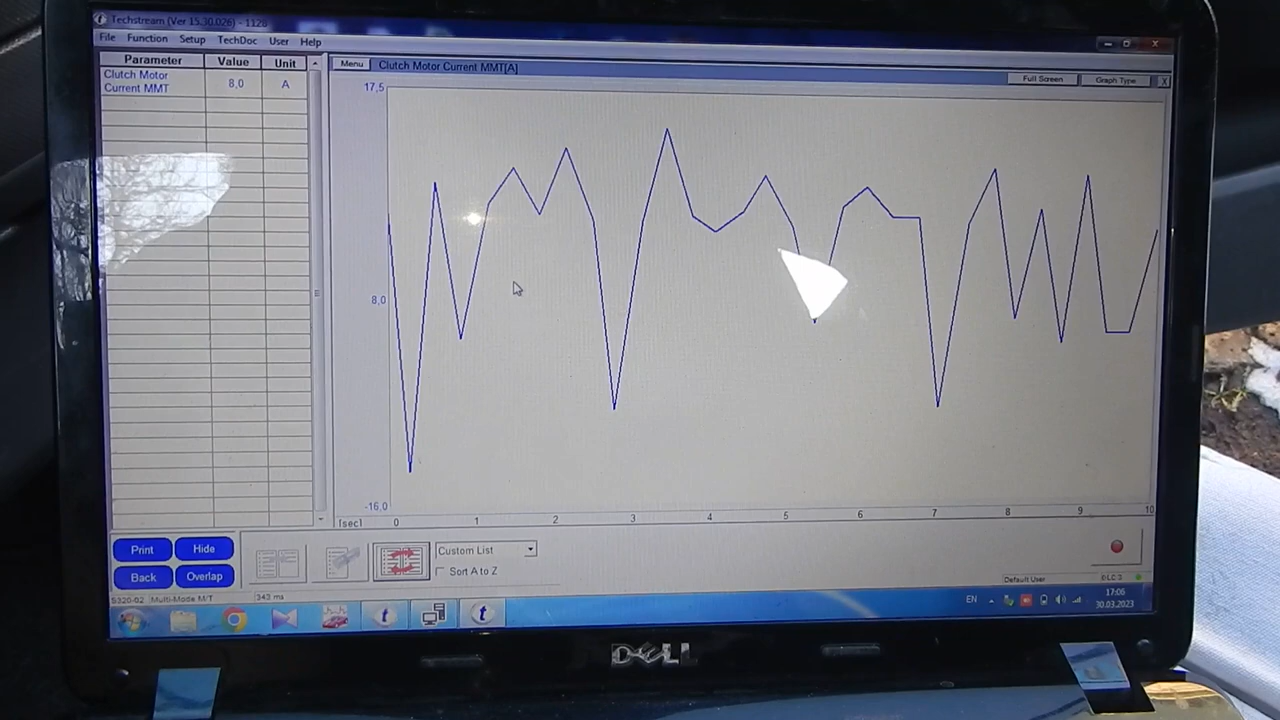 Techstream (Ver 15.30.026) - 1128
File Function Setup TechDoc User Help
Parameter Value Unit
Clutch Motor
Current MMT 8,0 A
Menu Clutch Motor Current MMT[A]
Full Screen Graph Type X
17,5
8,0
-16,0
[sec] 0 1 2 3 4 5 6 7 8 9 10
Print Hide
Back Overlap
Custom List
Sort A to Z
Default User DLC 3
S320-02 Multi-Mode M/T 343 ms
EN 17:06
30.03.2023
DELL